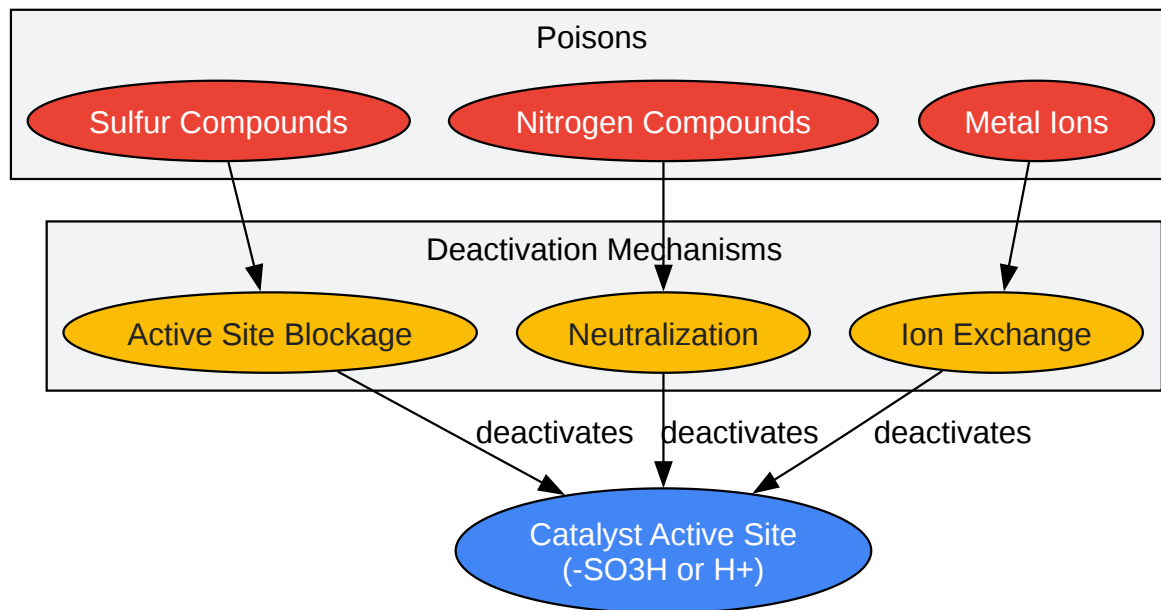 Poisons
Sulfur Compounds
Nitrogen Compounds
Metal Ions
Deactivation Mechanisms
Active Site Blockage
Neutralization
Ion Exchange
deactivates
deactivates
deactivates
Catalyst Active Site
(-SO3H or H+)